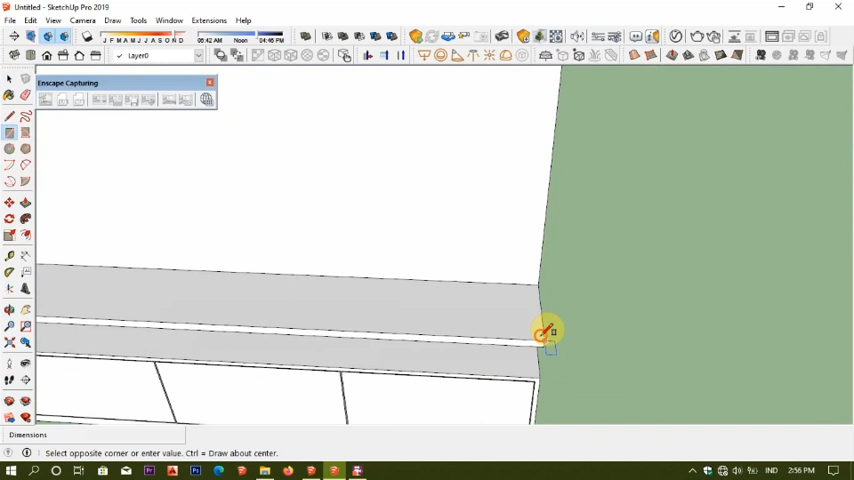 Untitled - SketchUp Pro 2019
File Edit View Camera Draw Tools Window Extensions Help
J F M A M J J A S O N D 06:42 AM Noon 04:46 PM
Layer0
Enscape Capturing
Dimensions
Select opposite corner or enter value. Ctrl = Draw about center.
IND 2:56 PM